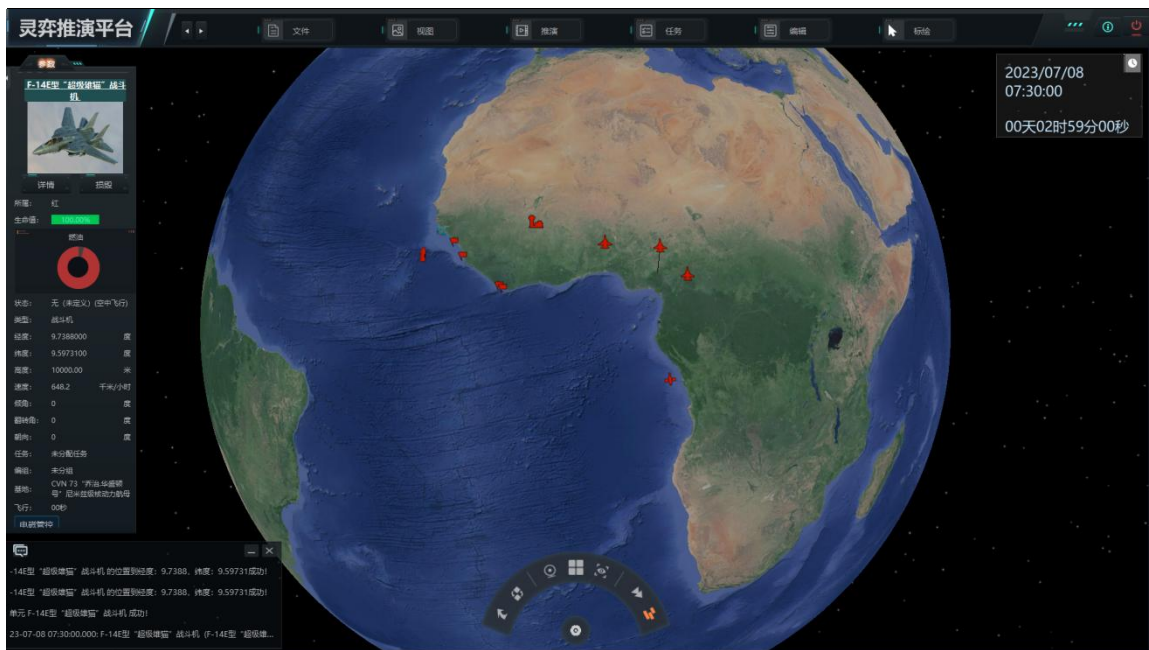 灵弈推演平台
文件
视图
推演
任务
编辑
标绘
参数
F-14E型“超级雄猫”战斗
机
详情
损毁
所属： 红
生命值： 100.00%
燃油
状态： 无 (未定义) (空中飞行)
类型： 战斗机
经度： 9.7388000 度
纬度： 9.5973100 度
高度： 10000.00 米
速度： 648.2 千米/小时
倾角： 0 度
翻转角： 0 度
朝向： 0 度
任务： 未分配任务
编组： 未分组
基地： CVN 73“乔治.华盛顿
号”尼米兹级核动力航母
飞行： 00秒
电磁管控
2023/07/08
07:30:00
00天02时59分00秒
-14E型“超级雄猫”战斗机 的位置到经度：9.7388，纬度：9.59731成功!
-14E型“超级雄猫”战斗机 的位置到经度：9.7388，纬度：9.59731成功!
单元 F-14E型“超级雄猫”战斗机 成功!
23-07-08 07:30:00.000: F-14E型“超级雄猫”战斗机 (F-14E型“超级雄...